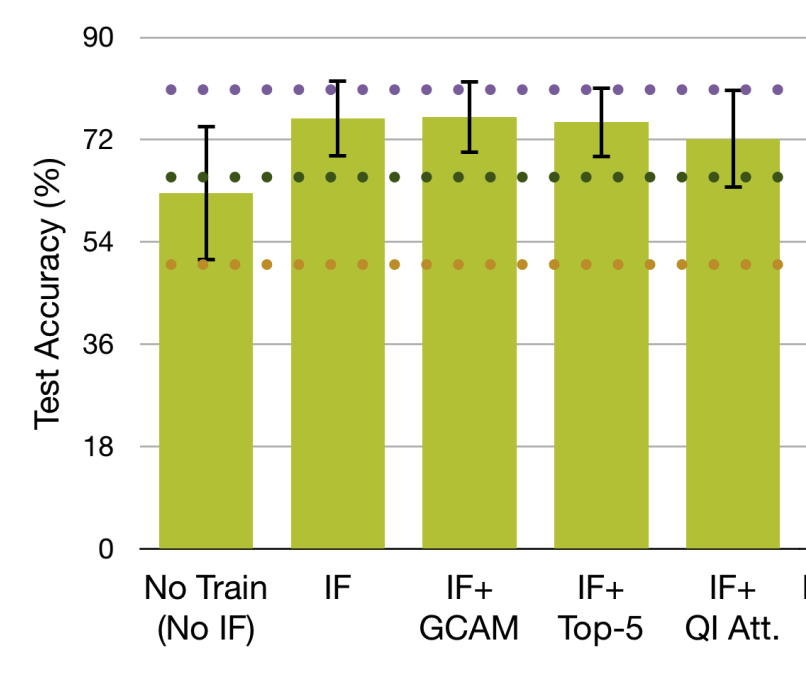 90
72
54
36
18
0
Test Accuracy (%)
No Train
(No IF)
IF
IF+
GCAM
IF+
Top-5
IF+
QI Att.